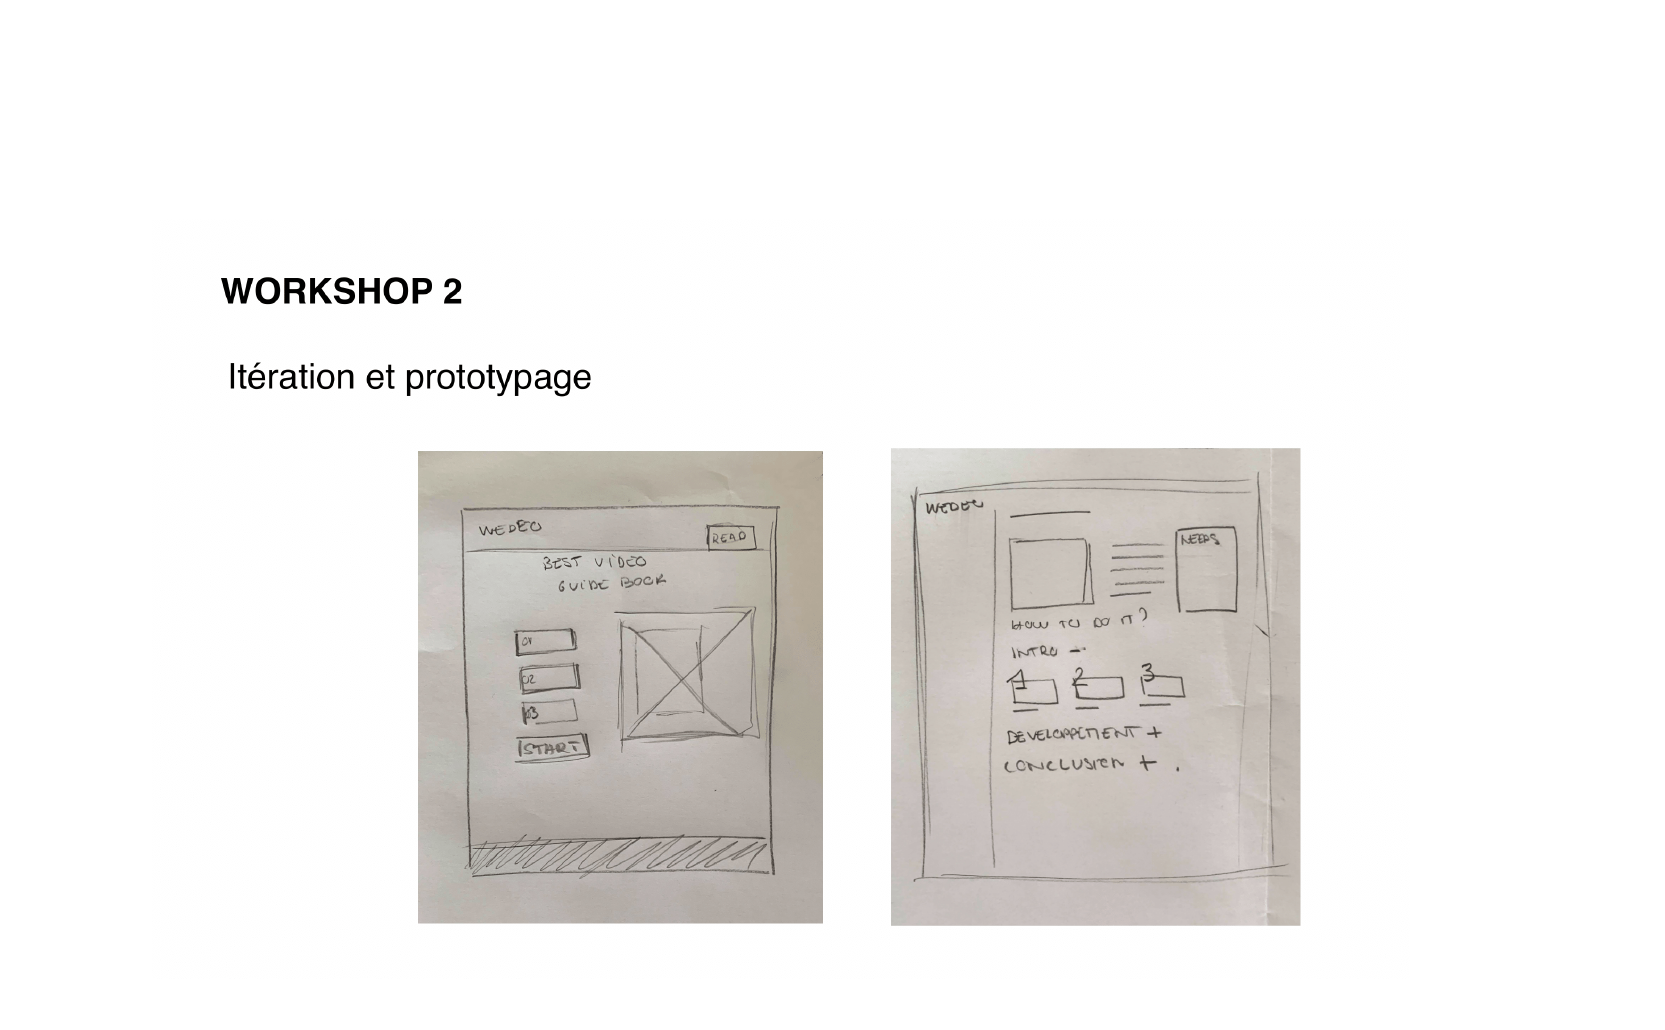 WORKSHOP 2
Itération et prototypage
WEDEO
READ
BEST VIDEO
GUIDE BOOK
01
02
03
START
WEDEO
NEEDS
HOW TO DO IT?
INTRO -
1 2 3
DEVELOPPEMENT +
CONCLUSION + .